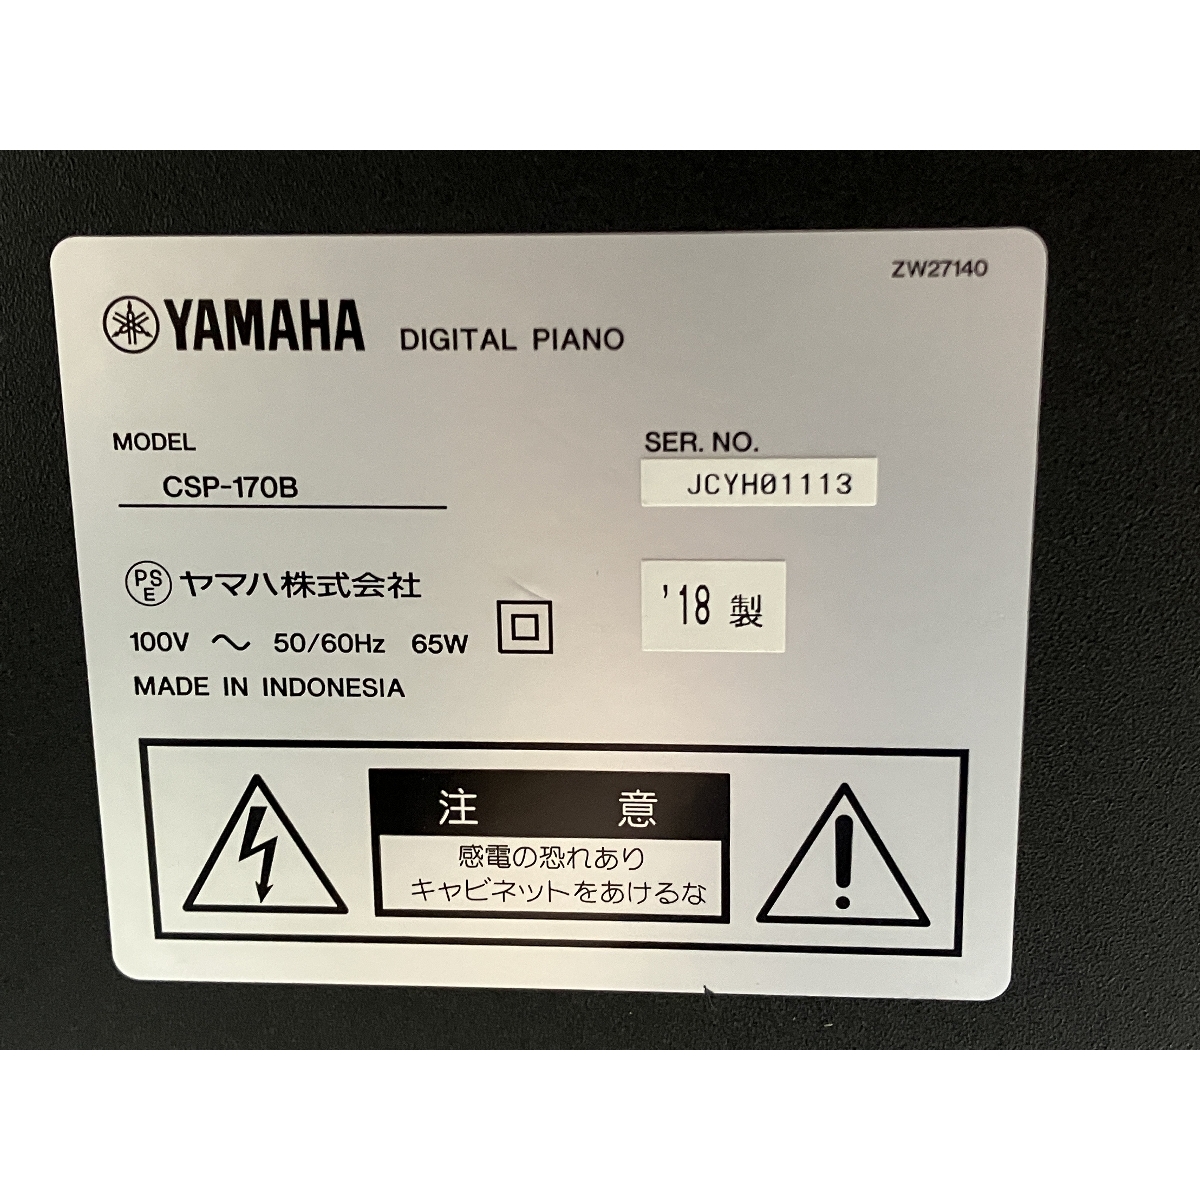 ZW27140
YAMAHA DIGITAL PIANO
MODEL
CSP-170B
SER. NO.
JCYH01113
PSE ヤマハ株式会社
100V ～ 50/60Hz 65W
MADE IN INDONESIA
'18 製
注 意
感電の恐れあり
キャビネットをあけるな